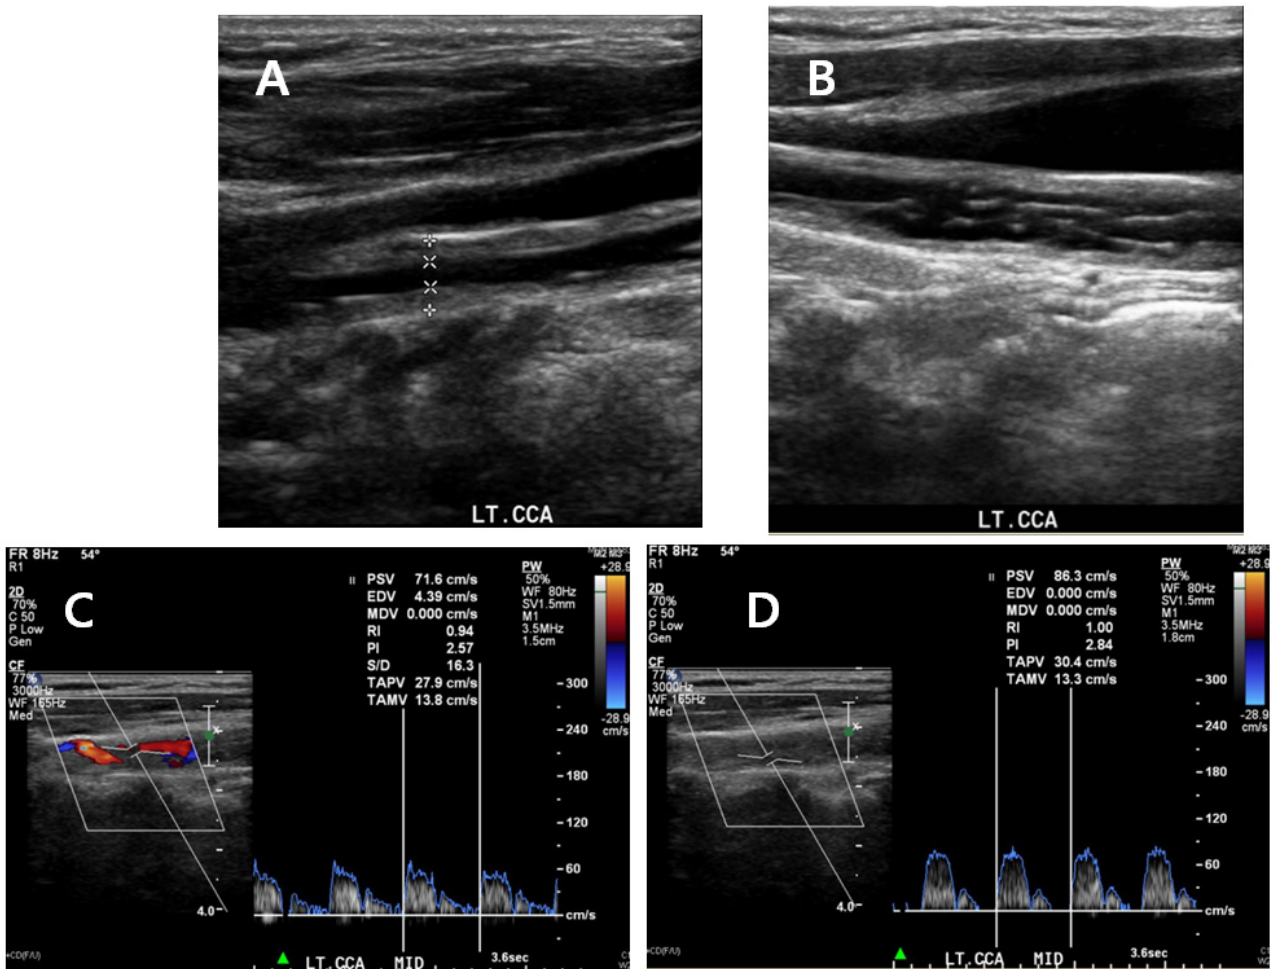 A
B
LT.CCA
LT.CCA
FR 8Hz 54°
R1
2D
70%
C 50
P Low
Gen
CF
77%
3000Hz
WF 165Hz
Med
C
PSV 71.6 cm/s
EDV 4.39 cm/s
MDV 0.000 cm/s
RI 0.94
PI 2.57
S/D 16.3
TAPV 27.9 cm/s
TAMV 13.8 cm/s
PW
50%
WF 80Hz
SV1.5mm
M1
3.5MHz
1.5cm
M2 M3
+28.9
-28.9
cm/s
300
240
180
120
60
cm/s
x
4.0
+CD(F/U)
LT.CCA MID
3.6sec
FR 8Hz 54°
R1
2D
70%
C 50
P Low
Gen
CF
77%
3000Hz
WF 165Hz
Med
D
PSV 86.3 cm/s
EDV 0.000 cm/s
MDV 0.000 cm/s
RI 1.00
PI 2.84
TAPV 30.4 cm/s
TAMV 13.3 cm/s
PW
50%
WF 80Hz
SV1.5mm
M1
3.5MHz
1.8cm
M2 M3
+28.9
-28.9
cm/s
300
240
180
120
60
cm/s
x
4.0
+CD(F/U)
LT.CCA MID
3.6sec